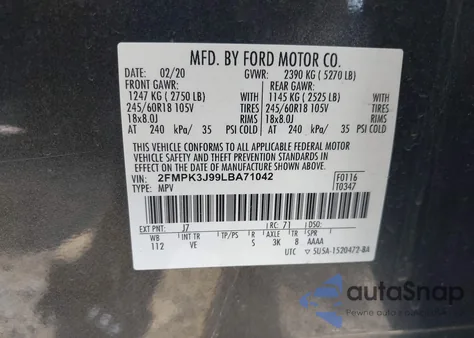 MFD. BY FORD MOTOR CO.
DATE: 02/20 GVWR: 2390 KG ( 5270 LB)
FRONT GAWR: REAR GAWR:
1247 KG ( 2750 LB) WITH 1145 KG ( 2525 LB) WITH
245/60R18 105V TIRES 245/60R18 105V TIRES
18x8.0J RIMS 18x8.0J RIMS
AT 240 kPa/ 35 PSI COLD AT 240 kPa/ 35 PSI COLD
THIS VEHICLE CONFORMS TO ALL APPLICABLE FEDERAL MOTOR
VEHICLE SAFETY AND THEFT PREVENTION STANDARDS IN
EFFECT ON THE DATE OF MANUFACTURE SHOWN ABOVE.
VIN: 2FMPK3J99LBA71042 F0116
TYPE: MPV T0347
EXT PNT: J7 RC: 71 DSO:
WB INT TR TP/PS R AXLE TR SPR
112 VE S 3K 8 AAAA
UTC 5U5A-1520472-BA
autoSnap
Pewne auto z